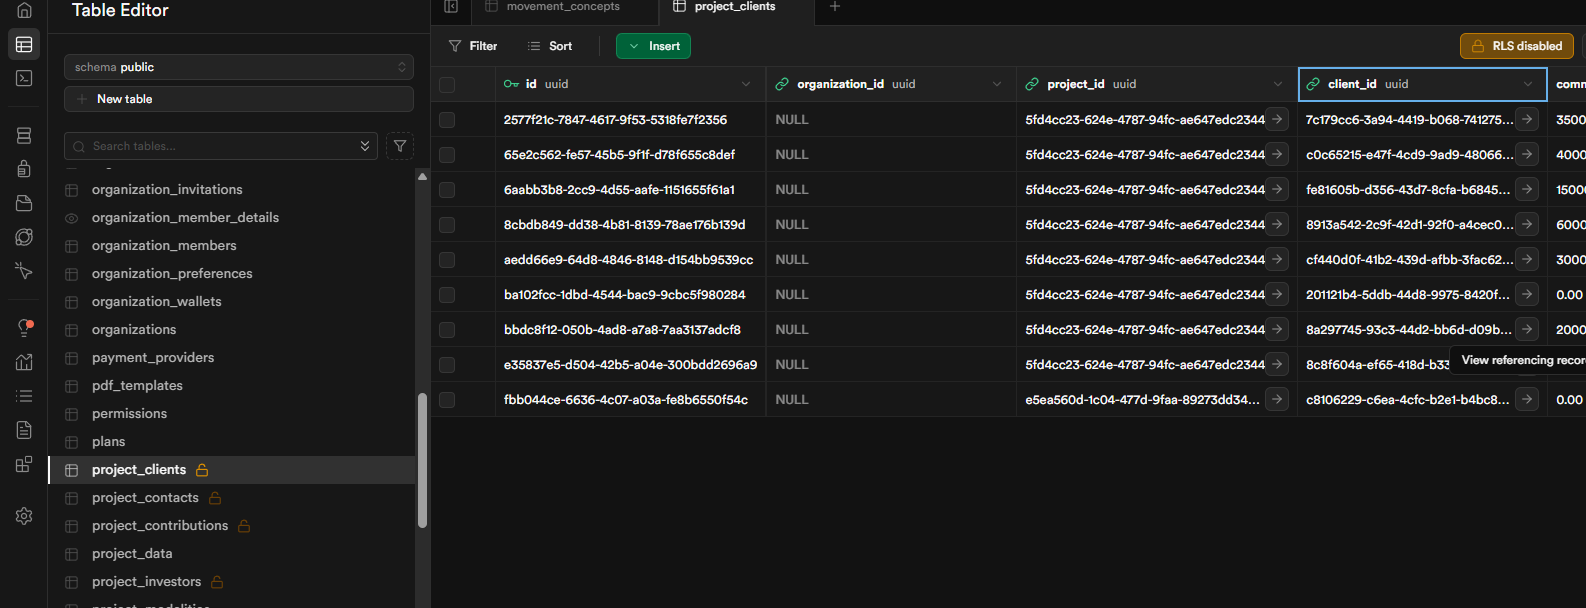 Table Editor
movement_concepts
project_clients
schema public
New table
Search tables...
organization_invitations
organization_member_details
organization_members
organization_preferences
organization_wallets
organizations
payment_providers
pdf_templates
permissions
plans
project_clients
project_contacts
project_contributions
project_data
project_investors
Filter
Sort
Insert
RLS disabled
id uuid organization_id uuid project_id uuid client_id uuid
2577f21c-7847-4617-9f53-5318fe7f2356 NULL 5fd4cc23-624e-4787-94fc-ae647edc2344 7c179cc6-3a94-4419-b068-741275... 3500
65e2c562-fe57-45b5-9f1f-d78f655c8def NULL 5fd4cc23-624e-4787-94fc-ae647edc2344 c0c65215-e47f-4cd9-9ad9-48066... 4000
6aabb3b8-2cc9-4d55-aafe-1151655f61a1 NULL 5fd4cc23-624e-4787-94fc-ae647edc2344 fe81605b-d356-43d7-8cfa-b6845... 1500
8cbdb849-dd38-4b81-8139-78ae176b139d NULL 5fd4cc23-624e-4787-94fc-ae647edc2344 8913a542-2c9f-42d1-92f0-a4cec0... 6000
aedd66e9-64d8-4846-8148-d154bb9539cc NULL 5fd4cc23-624e-4787-94fc-ae647edc2344 cf440d0f-41b2-439d-afbb-3fac62... 3000
ba102fcc-1dbd-4544-bac9-9cbc5f980284 NULL 5fd4cc23-624e-4787-94fc-ae647edc2344 201121b4-5ddb-44d8-9975-8420f... 0.00
bbdc8f12-050b-4ad8-a7a8-7aa3137adcf8 NULL 5fd4cc23-624e-4787-94fc-ae647edc2344 8a297745-93c3-44d2-bb6d-d09b... 2000
e35837e5-d504-42b5-a04e-300bdd2696a9 NULL 5fd4cc23-624e-4787-94fc-ae647edc2344 8c8f604a-ef65-418d-b33 View referencing recor
fbb044ce-6636-4c07-a03a-fe8b6550f54c NULL e5ea560d-1c04-477d-9faa-89273dd34... c8106229-c6ea-4cfc-b2e1-b4bc8... 0.00